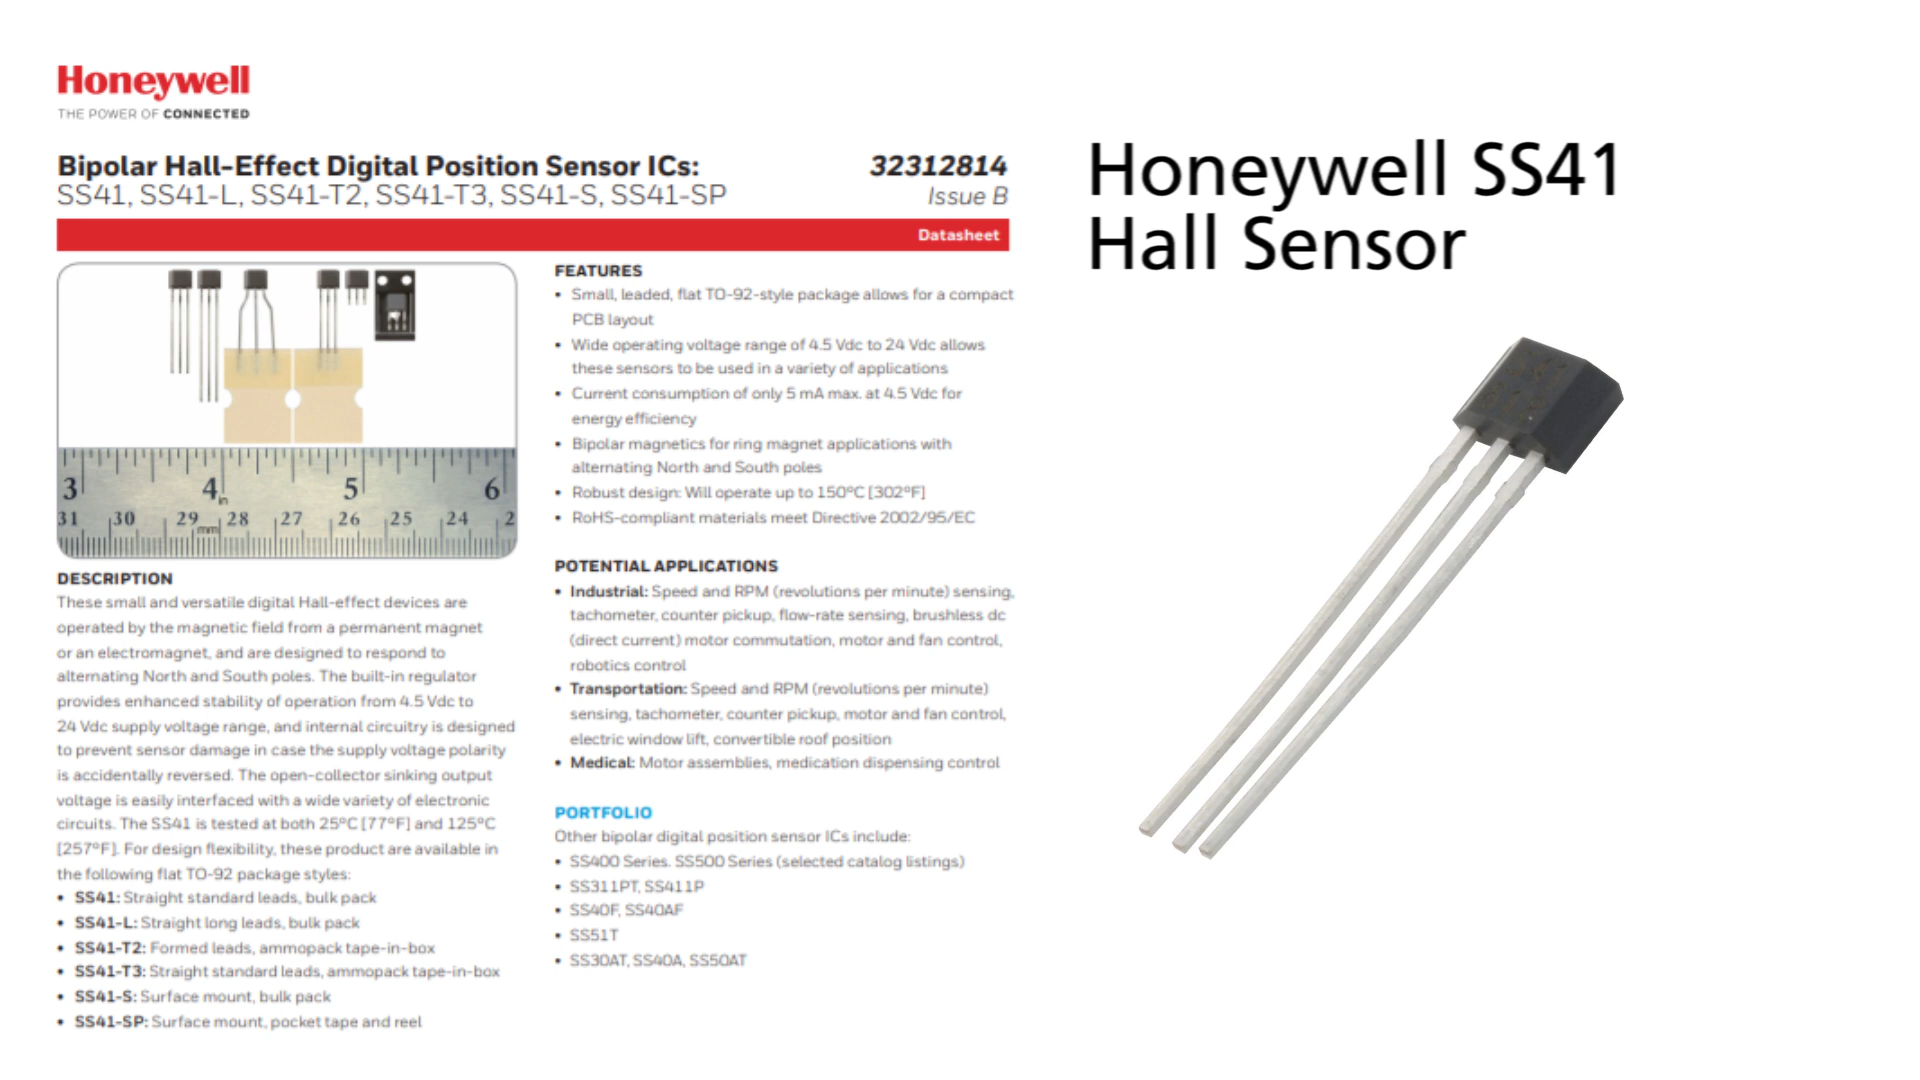 Honeywell
THE POWER OF CONNECTED
Bipolar Hall-Effect Digital Position Sensor ICs:
SS41, SS41-L, SS41-T2, SS41-T3, SS41-S, SS41-SP
32312814
Issue B
Datasheet
3 4 in 5 6
31 30 29 mm 28 27 26 25 24 2
DESCRIPTION
These small and versatile digital Hall-effect devices are
operated by the magnetic field from a permanent magnet
or an electromagnet, and are designed to respond to
alternating North and South poles. The built-in regulator
provides enhanced stability of operation from 4.5 Vdc to
24 Vdc supply voltage range, and internal circuitry is designed
to prevent sensor damage in case the supply voltage polarity
is accidentally reversed. The open-collector sinking output
voltage is easily interfaced with a wide variety of electronic
circuits. The SS41 is tested at both 25°C [77°F] and 125°C
[257°F]. For design flexibility, these product are available in
the following flat TO-92 package styles:
• SS41: Straight standard leads, bulk pack
• SS41-L: Straight long leads, bulk pack
• SS41-T2: Formed leads, ammopack tape-in-box
• SS41-T3: Straight standard leads, ammopack tape-in-box
• SS41-S: Surface mount, bulk pack
• SS41-SP: Surface mount, pocket tape and reel
FEATURES
• Small, leaded, flat TO-92-style package allows for a compact
PCB layout
• Wide operating voltage range of 4.5 Vdc to 24 Vdc allows
these sensors to be used in a variety of applications
• Current consumption of only 5 mA max. at 4.5 Vdc for
energy efficiency
• Bipolar magnetics for ring magnet applications with
alternating North and South poles
• Robust design: Will operate up to 150°C [302°F]
• RoHS-compliant materials meet Directive 2002/95/EC
POTENTIAL APPLICATIONS
• Industrial: Speed and RPM (revolutions per minute) sensing,
tachometer, counter pickup, flow-rate sensing, brushless dc
(direct current) motor commutation, motor and fan control,
robotics control
• Transportation: Speed and RPM (revolutions per minute)
sensing, tachometer, counter pickup, motor and fan control,
electric window lift, convertible roof position
• Medical: Motor assemblies, medication dispensing control
PORTFOLIO
Other bipolar digital position sensor ICs include:
• SS400 Series. SS500 Series (selected catalog listings)
• SS311PT, SS411P
• SS40F, SS40AF
• SS51T
• SS30AT, SS40A, SS50AT
Honeywell SS41
Hall Sensor